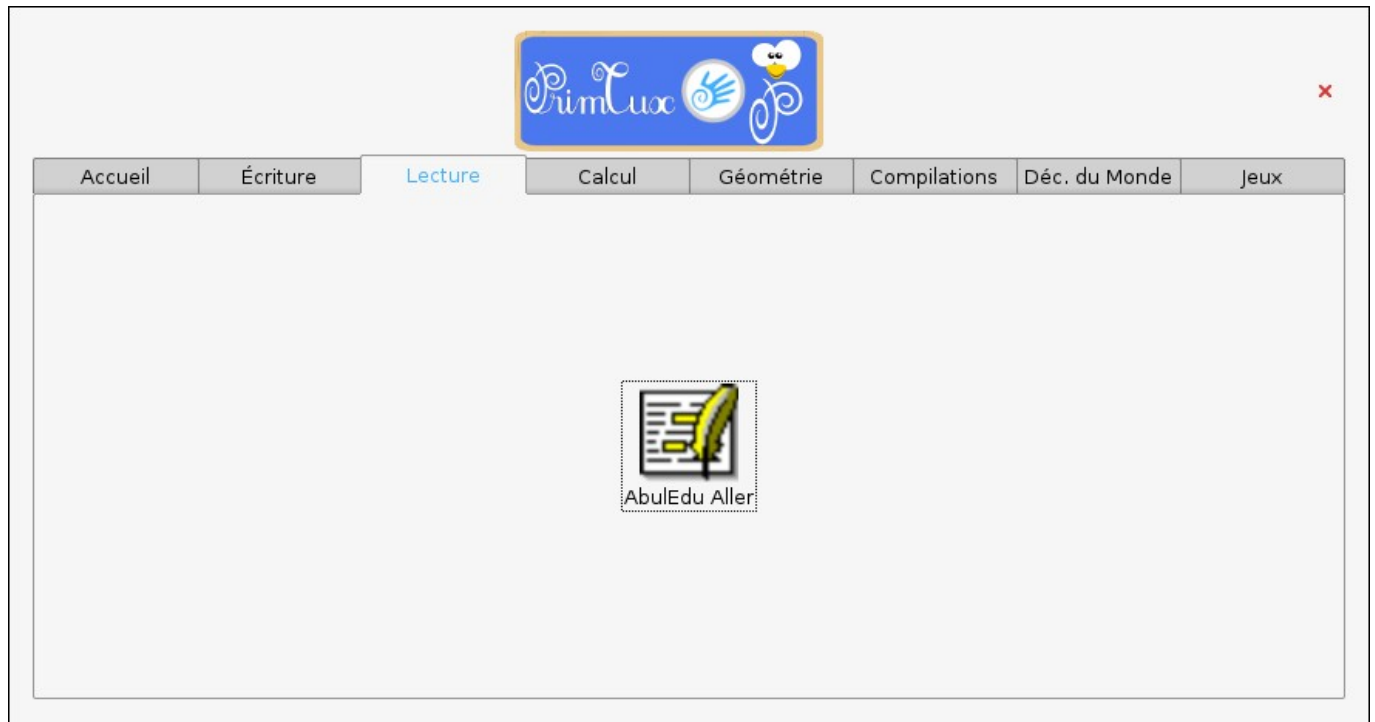 PrimTux
Accueil Écriture Lecture Calcul Géométrie Compilations Déc. du Monde Jeux
AbulEdu Aller